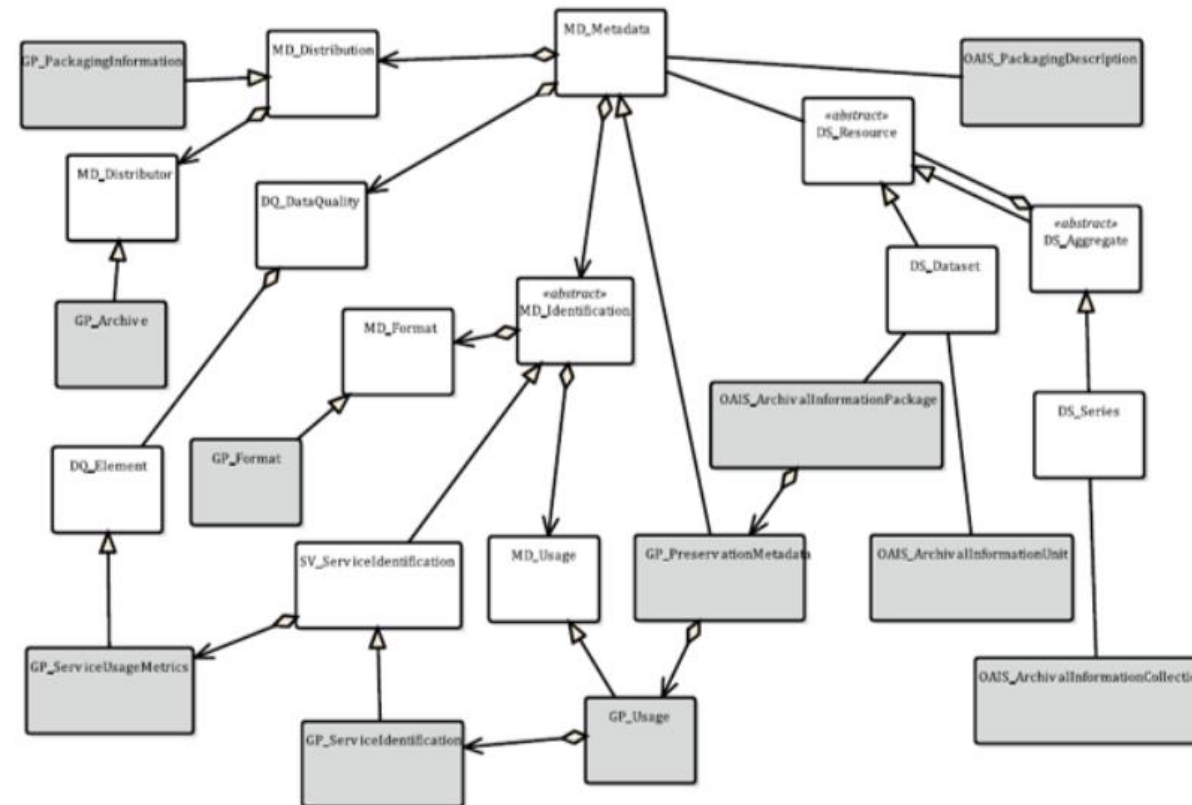 MD_Metadata
MD_Distribution
GP_PackagingInformation
OAIS_PackagingDescription
«abstract»
DS_Resource
MD_Distributor
DQ_DataQuality
«abstract»
DS_Aggregate
DS_Dataset
«abstract»
MD_Identification
GP_Archive
MD_Format
OAIS_ArchivalInformationPackage
DS_Series
GP_Format
DQ_Element
SV_ServiceIdentification
MD_Usage
GP_PreservationMetadata
OAIS_ArchivalInformationUnit
GP_ServiceUsageMetrics
OAIS_ArchivalInformationCollectio
GP_Usage
GP_ServiceIdentification